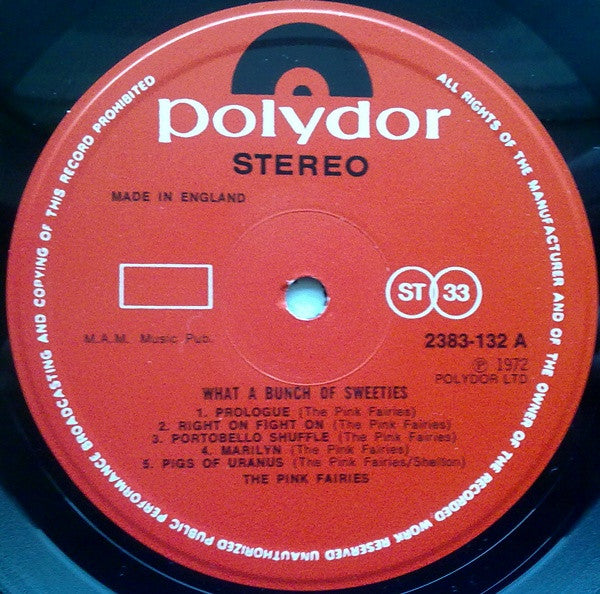 polydor
STEREO
MADE IN ENGLAND
ST 33
M.A.M. Music Pub.
2383-132 A
Ⓟ 1972
POLYDOR LTD
WHAT A BUNCH OF SWEETIES
1. PROLOGUE (The Pink Fairies)
2. RIGHT ON FIGHT ON (The Pink Fairies)
3. PORTOBELLO SHUFFLE (The Pink Fairies)
4. MARILYN (The Pink Fairies)
5. PIGS OF URANUS (The Pink Fairies/Shelton)
THE PINK FAIRIES
ALL RIGHTS OF THE MANUFACTURER AND OF THE OWNER OF THE RECORDED WORK RESERVED UNAUTHORIZED PUBLIC PERFORMANCE BROADCASTING AND COPYING OF THIS RECORD PROHIBITED